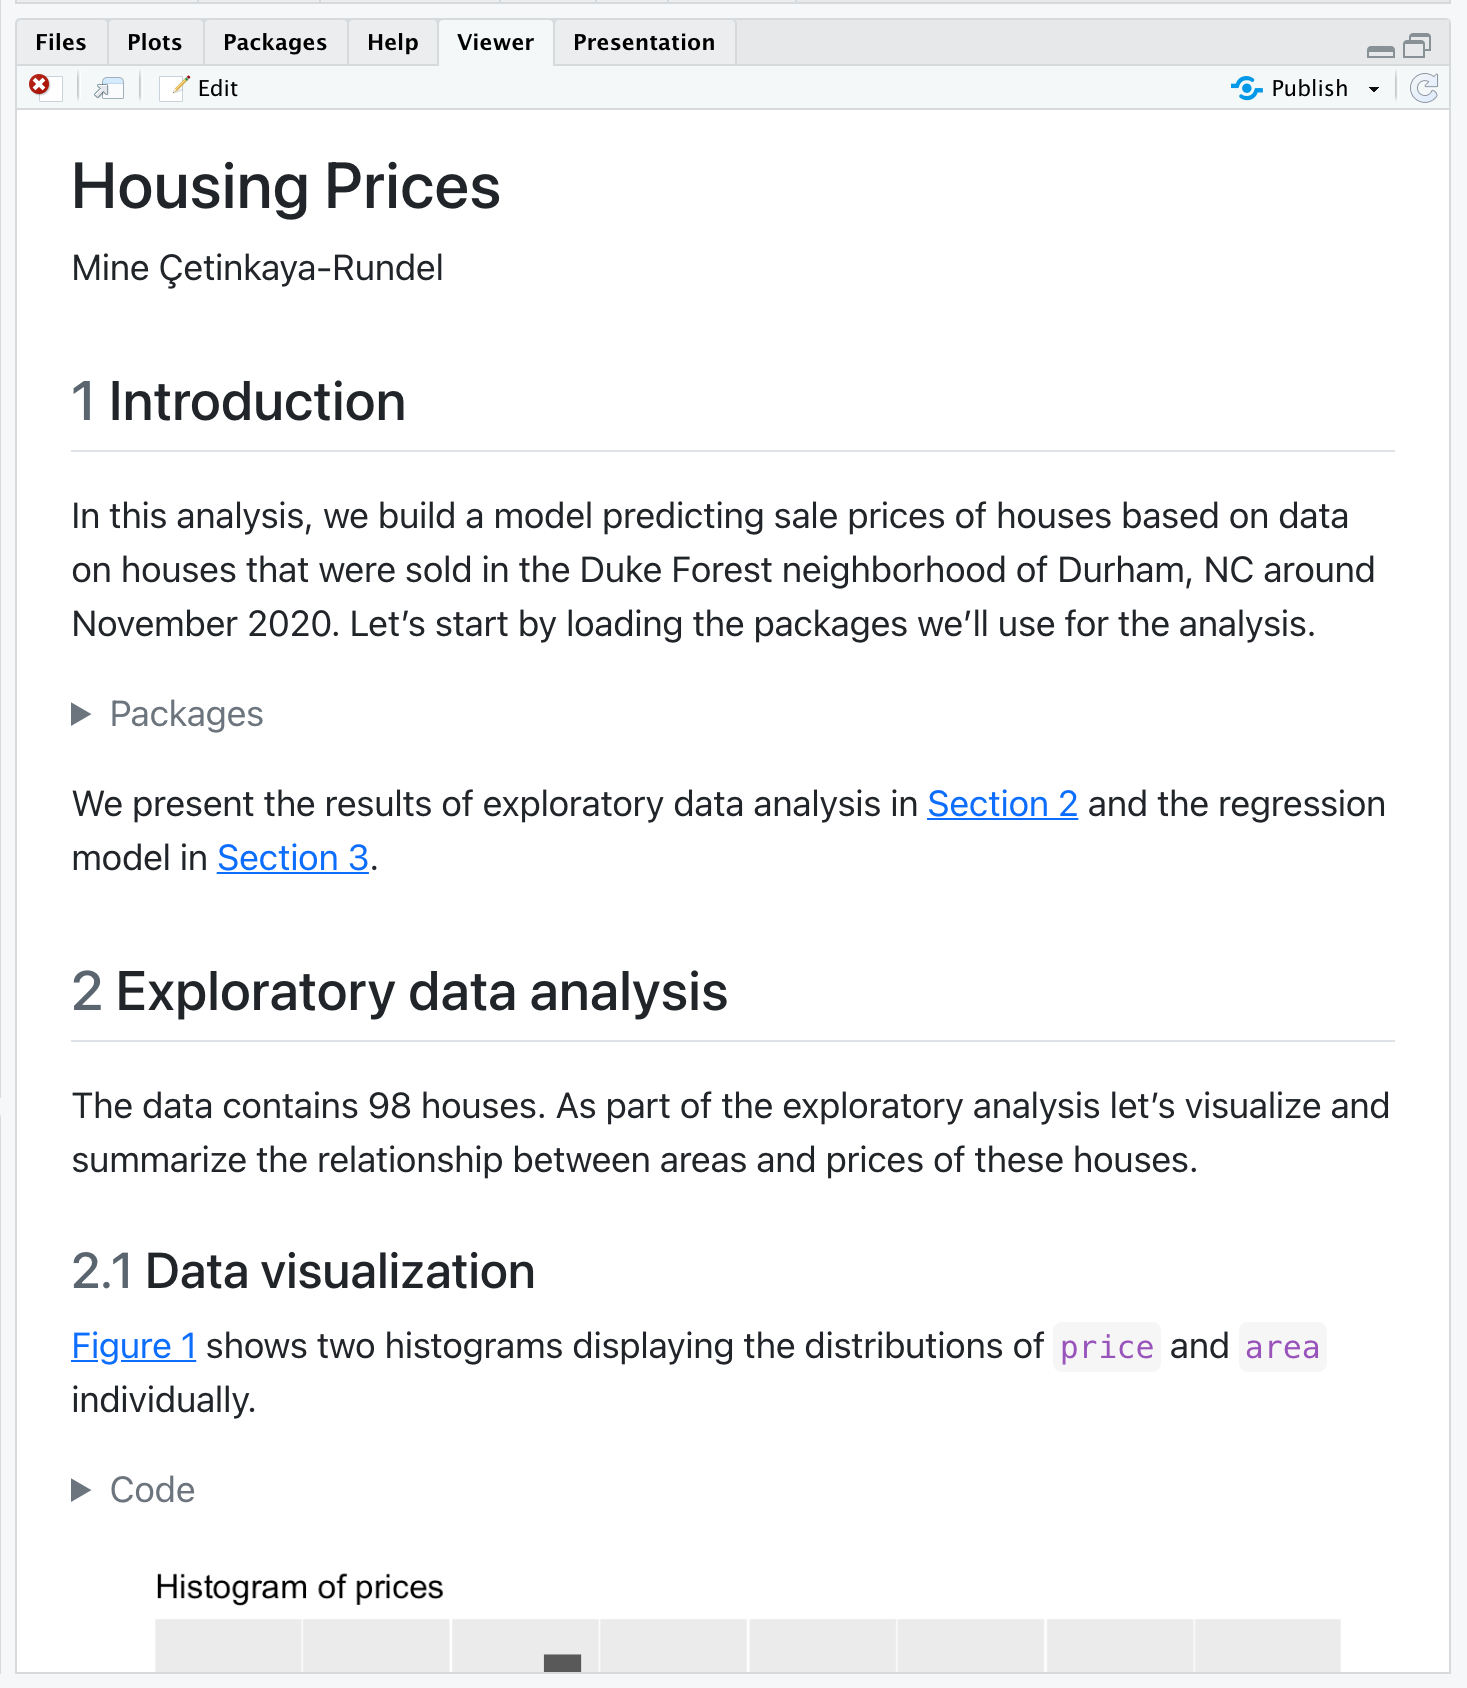 Files Plots Packages Help Viewer Presentation
Edit Publish
Housing Prices
Mine Çetinkaya-Rundel
1 Introduction
In this analysis, we build a model predicting sale prices of houses based on data
on houses that were sold in the Duke Forest neighborhood of Durham, NC around
November 2020. Let’s start by loading the packages we’ll use for the analysis.
Packages
We present the results of exploratory data analysis in Section 2 and the regression
model in Section 3.
2 Exploratory data analysis
The data contains 98 houses. As part of the exploratory analysis let’s visualize and
summarize the relationship between areas and prices of these houses.
2.1 Data visualization
Figure 1 shows two histograms displaying the distributions of price and area
individually.
Code
Histogram of prices